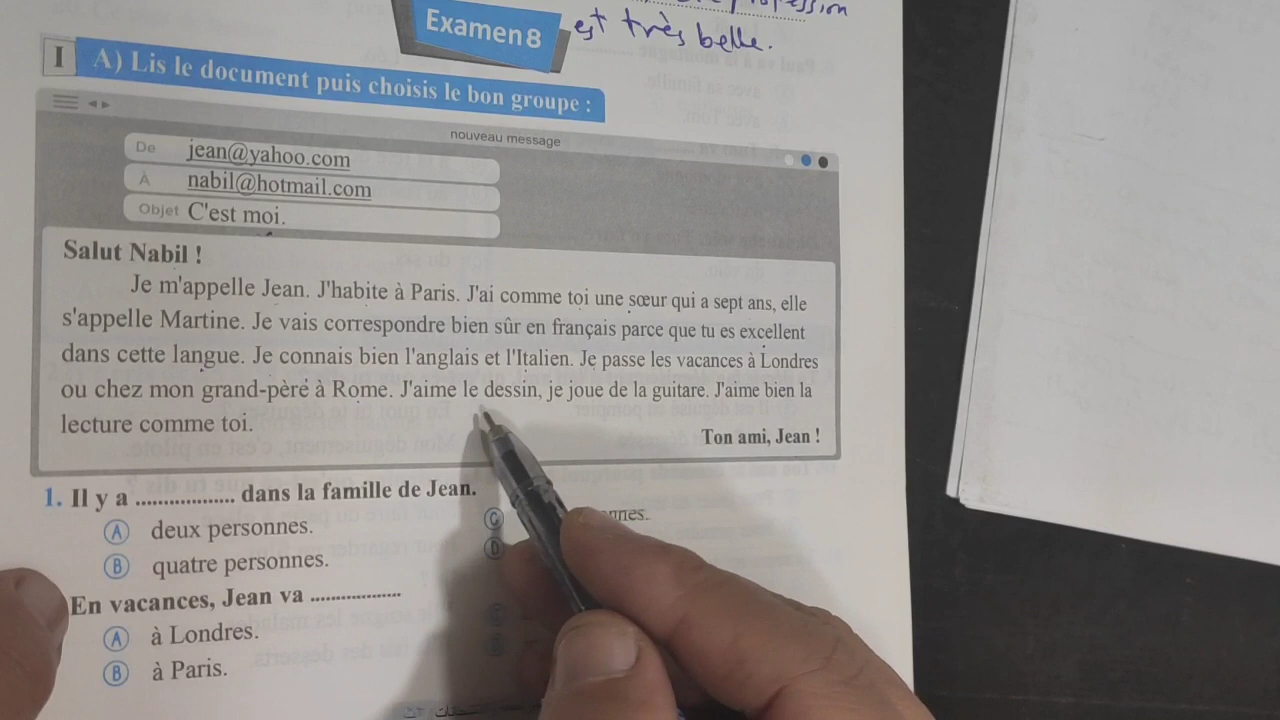 est très belle.
Examen 8
I A) Lis le document puis choisis le bon groupe :
nouveau message
De jean@yahoo.com
À nabil@hotmail.com
Objet C'est moi.
Salut Nabil !
Je m'appelle Jean. J'habite à Paris. J'ai comme toi une sœur qui a sept ans, elle
s'appelle Martine. Je vais correspondre bien sûr en français parce que tu es excellent
dans cette langue. Je connais bien l'anglais et l'Italien. Je passe les vacances à Londres
ou chez mon grand-père à Rome. J'aime le dessin, je joue de la guitare. J'aime bien la
lecture comme toi.
Ton ami, Jean !
1. Il y a .................. dans la famille de Jean.
A deux personnes.
C
B quatre personnes.
D
En vacances, Jean va ..................
A à Londres.
B à Paris.